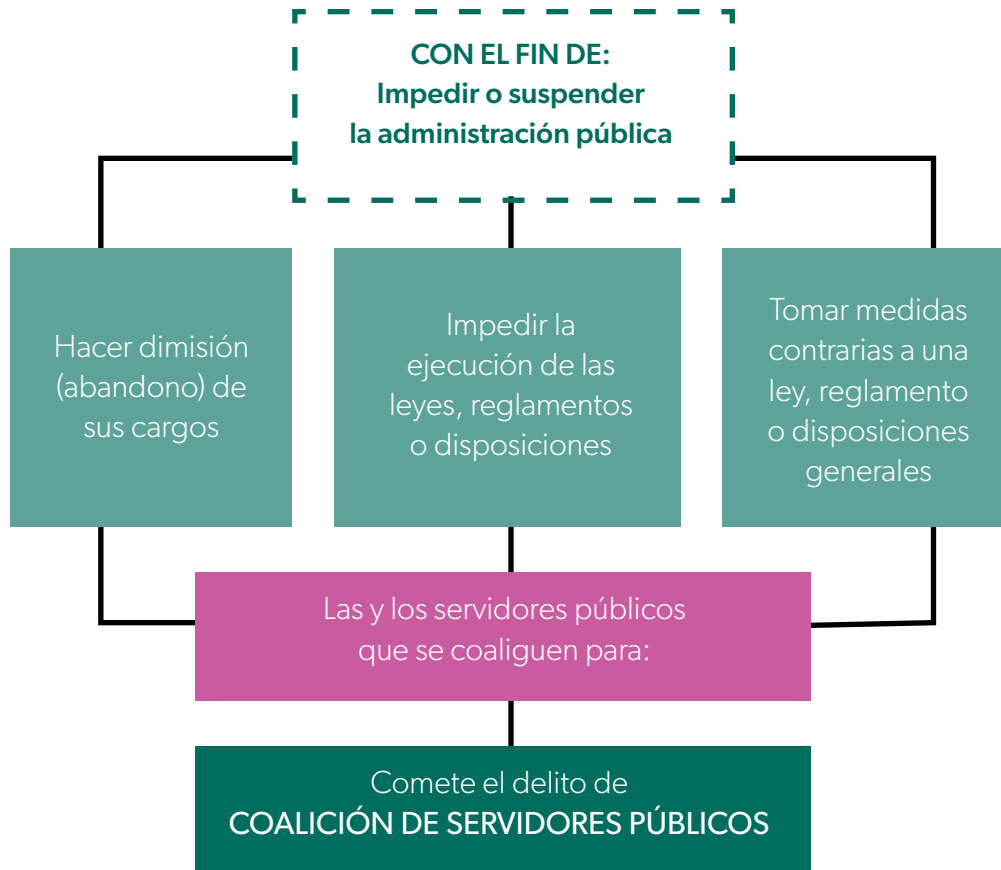 CON EL FIN DE:
Impedir o suspender
la administración pública
Hacer dimisión
(abandono) de
sus cargos
Impedir la
ejecución de las
leyes, reglamentos
o disposiciones
Tomar medidas
contrarias a una
ley, reglamento
o disposiciones
generales
Las y los servidores públicos
que se coaliguen para:
Comete el delito de
COALICIÓN DE SERVIDORES PÚBLICOS